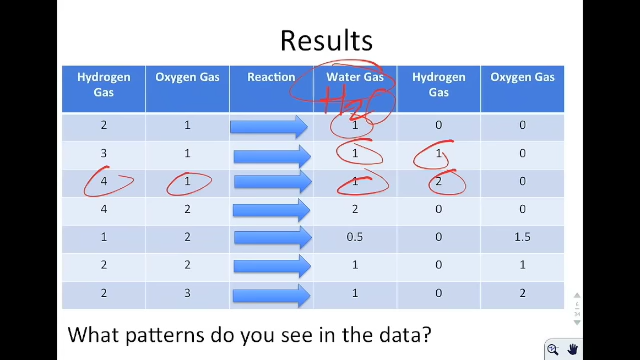 Results
Hydrogen Gas Oxygen Gas Reaction Water Gas Hydrogen Gas Oxygen Gas
H2O
2 1 1 0 0
3 1 1 1 0
4 1 1 2 0
4 2 2 0 0
1 2 0.5 0 1.5
2 2 1 0 1
2 3 1 0 2
What patterns do you see in the data?